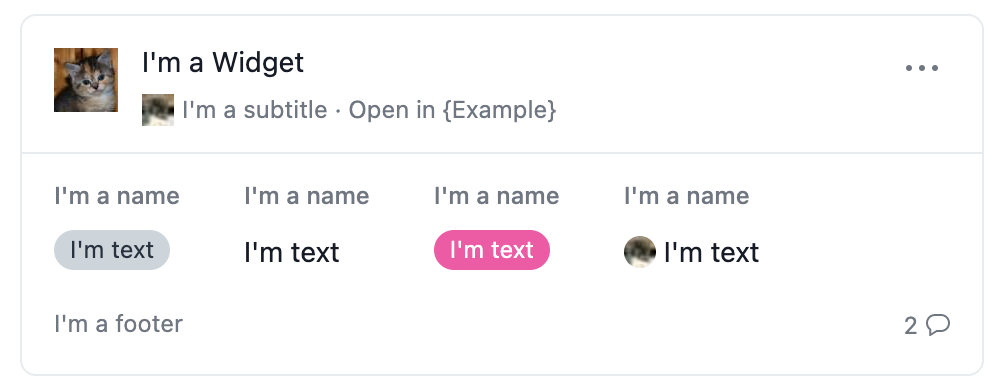 I'm a Widget
I'm a subtitle · Open in {Example}
I'm a name I'm a name I'm a name I'm a name
I'm text I'm text I'm text I'm text
I'm a footer 2